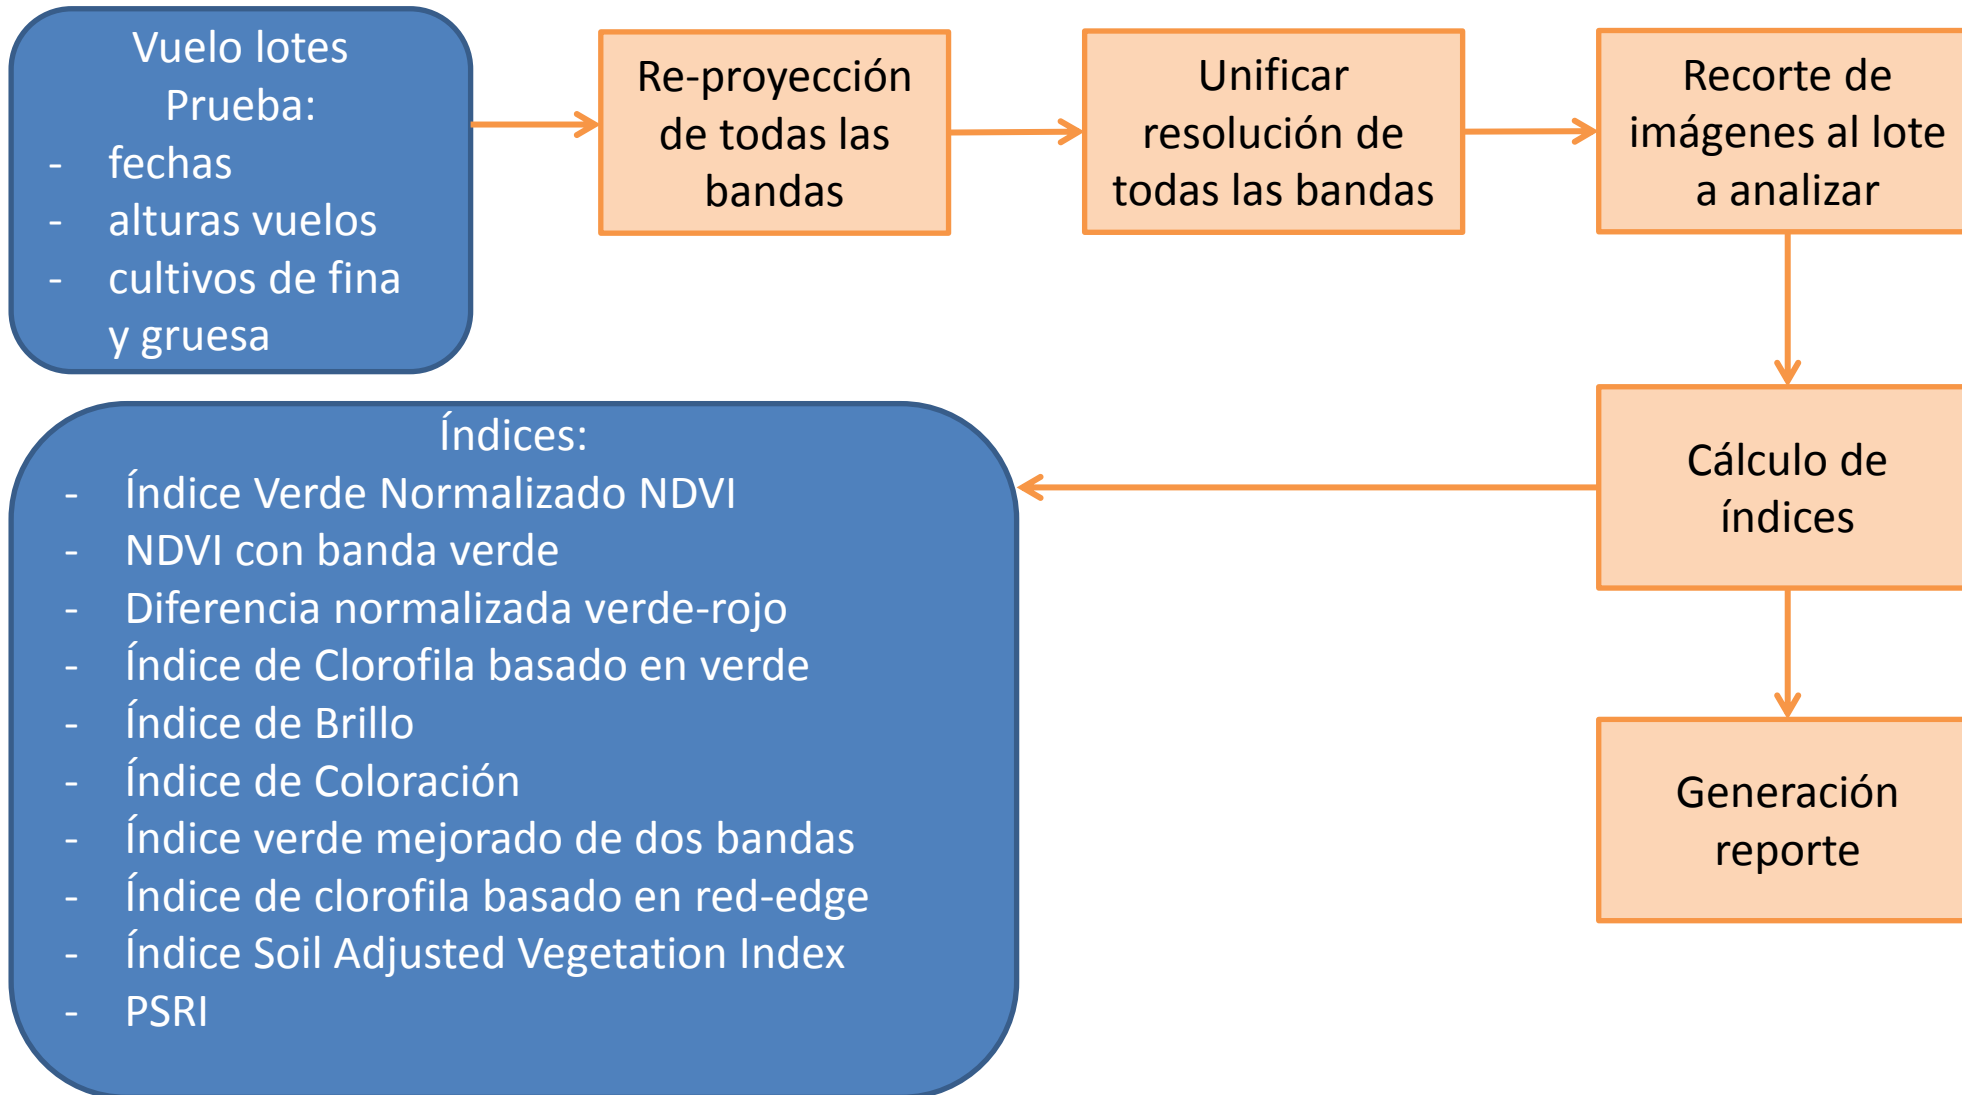 Vuelo lotes
Prueba:
- fechas
- alturas vuelos
- cultivos de fina
y gruesa
Re-proyección
de todas las
bandas
Unificar
resolución de
todas las bandas
Recorte de
imágenes al lote
a analizar
Cálculo de
índices
Generación
reporte
Índices:
- Índice Verde Normalizado NDVI
- NDVI con banda verde
- Diferencia normalizada verde-rojo
- Índice de Clorofila basado en verde
- Índice de Brillo
- Índice de Coloración
- Índice verde mejorado de dos bandas
- Índice de clorofila basado en red-edge
- Índice Soil Adjusted Vegetation Index
- PSRI